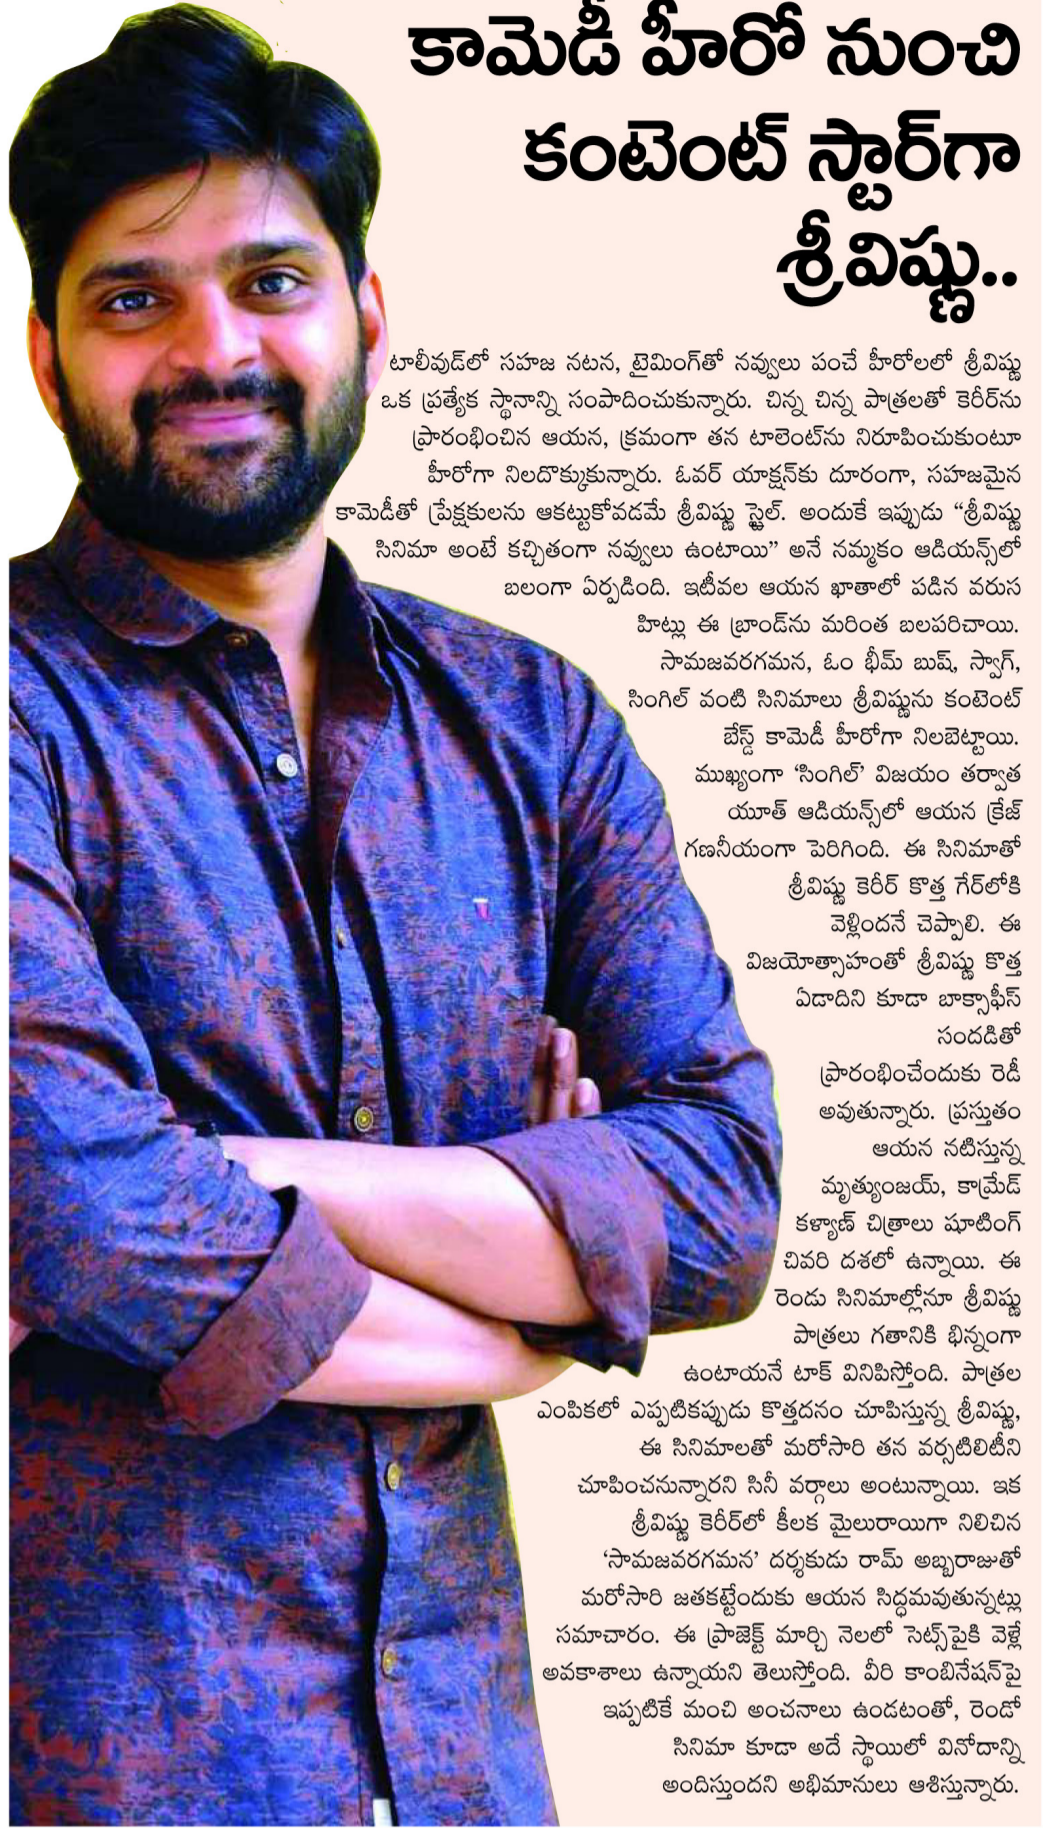 కామెడీ హీరో నుంచి
కంటెంట్ స్టార్‌గా
శ్రీవిష్ణు..
టాలీవుడ్‌లో సహజ నటన, టైమింగ్‌తో నవ్వులు పంచే హీరోలలో శ్రీవిష్ణు
ఒక ప్రత్యేక స్థానాన్ని సంపాదించుకున్నారు. చిన్న చిన్న పాత్రలతో కెరీర్‌ను
ప్రారంభించిన ఆయన, క్రమంగా తన టాలెంట్‌ను నిరూపించుకుంటూ
హీరోగా నిలదొక్కుకున్నారు. ఓవర్ యాక్షన్‌కు దూరంగా, సహజమైన
కామెడీతో ప్రేక్షకులను ఆకట్టుకోవడమే శ్రీవిష్ణు స్టైల్. అందుకే ఇప్పుడు “శ్రీవిష్ణు
సినిమా అంటే కచ్చితంగా నవ్వులు ఉంటాయి” అనే నమ్మకం ఆడియన్స్‌లో
బలంగా ఏర్పడింది. ఇటీవల ఆయన ఖాతాలో పడిన వరుస
హిట్లు ఈ బ్రాండ్‌ను మరింత బలపరిచాయి.
సామజవరగమన, ఓం భీమ్ బుష్, స్వాగ్,
సింగిల్ వంటి సినిమాలు శ్రీవిష్ణును కంటెంట్
బేస్డ్ కామెడీ హీరోగా నిలబెట్టాయి.
ముఖ్యంగా ‘సింగిల్’ విజయం తర్వాత
యూత్ ఆడియన్స్‌లో ఆయన క్రేజ్
గణనీయంగా పెరిగింది. ఈ సినిమాతో
శ్రీవిష్ణు కెరీర్ కొత్త గేర్‌లోకి
వెళ్లిందనే చెప్పాలి. ఈ
విజయోత్సాహంతో శ్రీవిష్ణు కొత్త
ఏడాదిని కూడా బాక్సాఫీస్
సందడితో
ప్రారంభించేందుకు రెడీ
అవుతున్నారు. ప్రస్తుతం
ఆయన నటిస్తున్న
మృత్యుంజయ్, కామ్రేడ్
కళ్యాణ్ చిత్రాలు షూటింగ్
చివరి దశలో ఉన్నాయి. ఈ
రెండు సినిమాల్లోనూ శ్రీవిష్ణు
పాత్రలు గతానికి భిన్నంగా
ఉంటాయనే టాక్ వినిపిస్తోంది. పాత్రల
ఎంపికలో ఎప్పటికప్పుడు కొత్తదనం చూపిస్తున్న శ్రీవిష్ణు,
ఈ సినిమాలతో మరోసారి తన వర్సటిలిటీని
చూపించనున్నారని సినీ వర్గాలు అంటున్నాయి. ఇక
శ్రీవిష్ణు కెరీర్‌లో కీలక మైలురాయిగా నిలిచిన
‘సామజవరగమన’ దర్శకుడు రామ్ అబ్బరాజుతో
మరోసారి జతకట్టేందుకు ఆయన సిద్ధమవుతున్నట్లు
సమాచారం. ఈ ప్రాజెక్ట్ మార్చి నెలలో సెట్స్‌పైకి వెళ్లే
అవకాశాలు ఉన్నాయని తెలుస్తోంది. వీరి కాంబినేషన్‌పై
ఇప్పటికే మంచి అంచనాలు ఉండటంతో, రెండో
సినిమా కూడా అదే స్థాయిలో వినోదాన్ని
అందిస్తుందని అభిమానులు ఆశిస్తున్నారు.